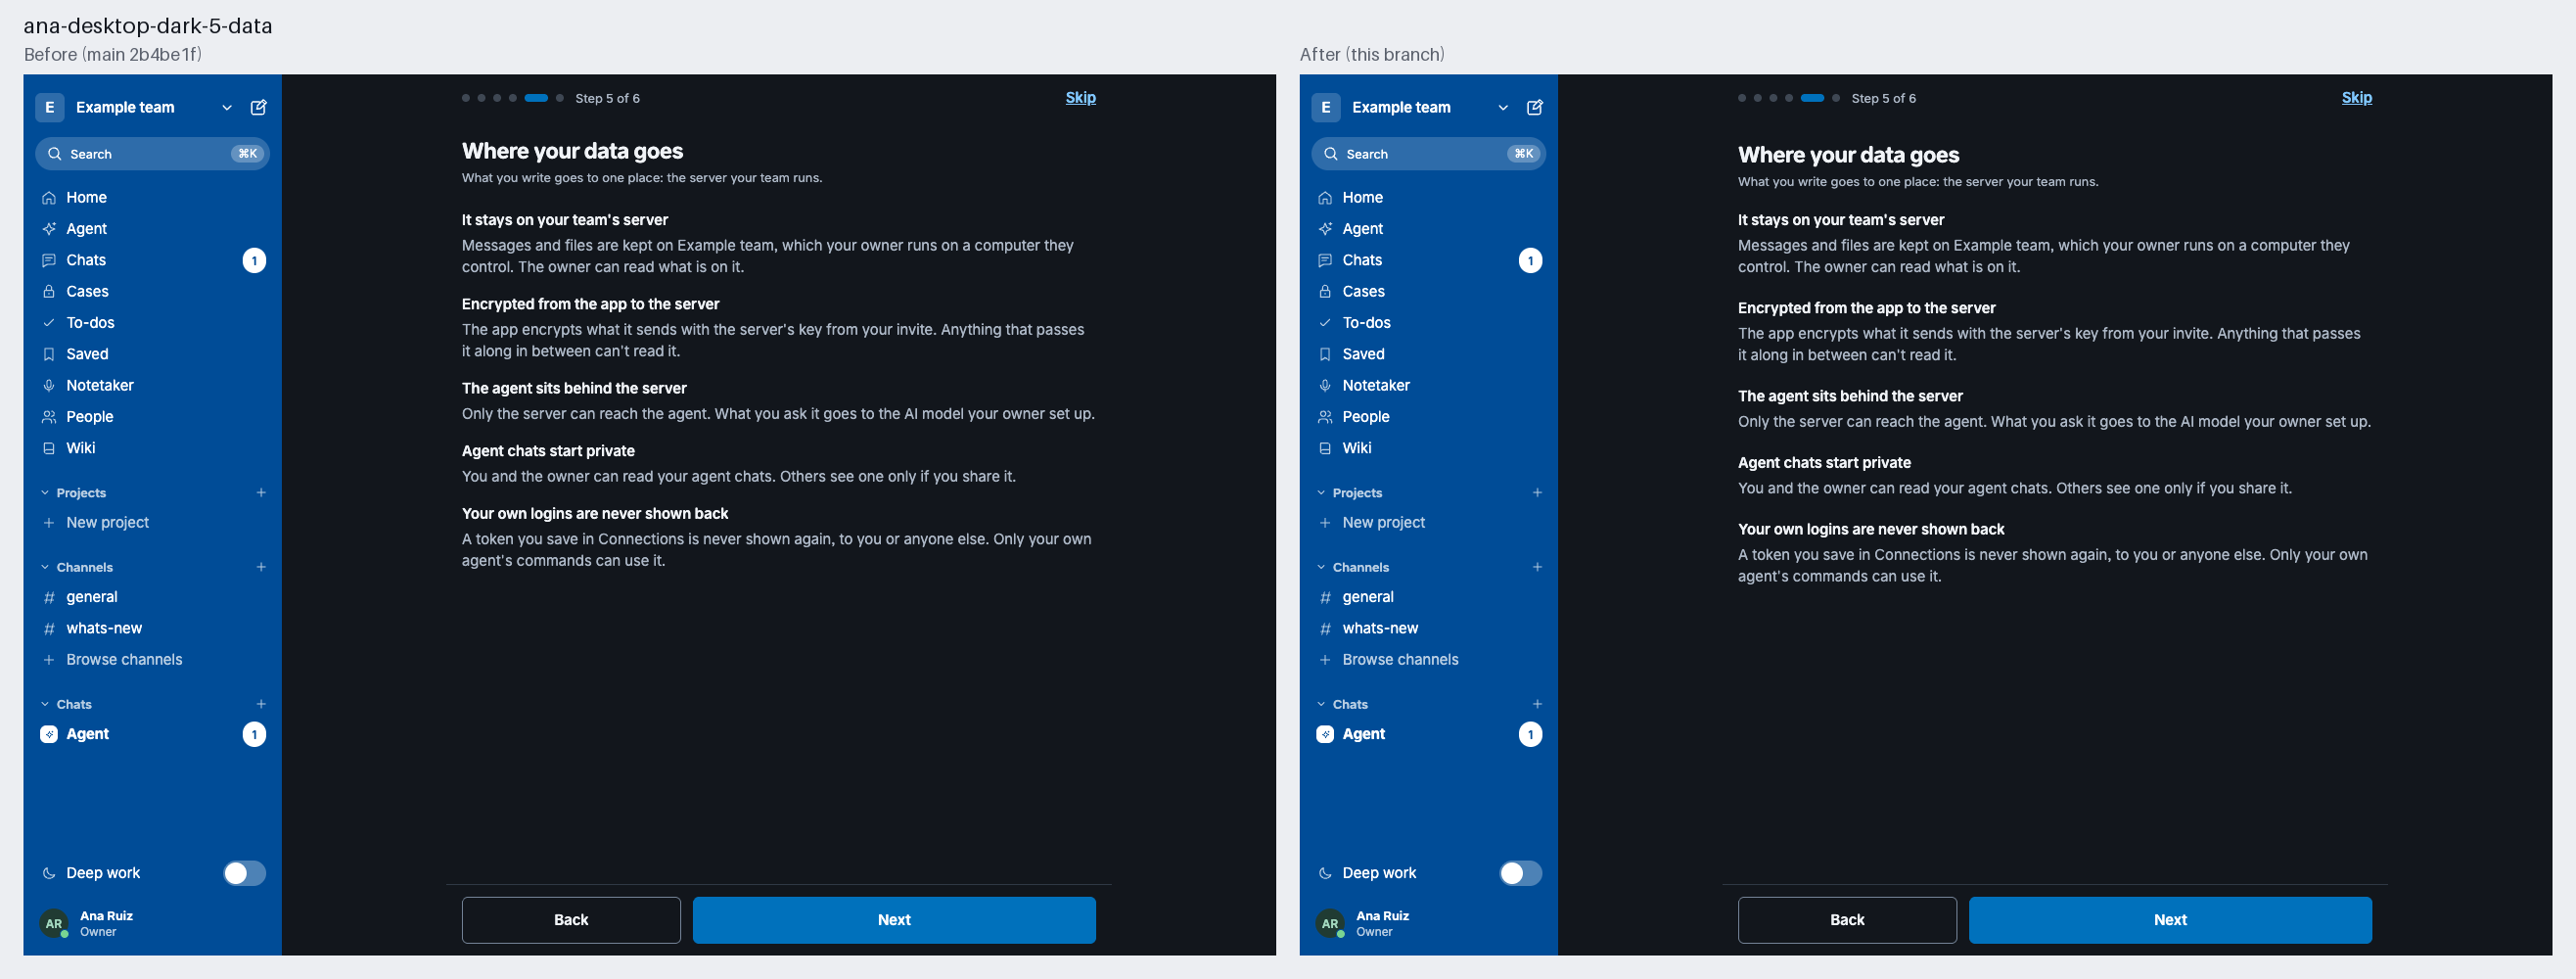 ana-desktop-dark-5-data
Before (main 2b4be1f)
E Example team
Search ⌘K
Home
Agent
Chats 1
Cases
To-dos
Saved
Notetaker
People
Wiki
Projects
New project
Channels
# general
# whats-new
Browse channels
Chats
Agent 1
Deep work
AR Ana Ruiz
Owner
Step 5 of 6 Skip
Where your data goes
What you write goes to one place: the server your team runs.
It stays on your team's server
Messages and files are kept on Example team, which your owner runs on a computer they
control. The owner can read what is on it.
Encrypted from the app to the server
The app encrypts what it sends with the server's key from your invite. Anything that passes
it along in between can't read it.
The agent sits behind the server
Only the server can reach the agent. What you ask it goes to the AI model your owner set up.
Agent chats start private
You and the owner can read your agent chats. Others see one only if you share it.
Your own logins are never shown back
A token you save in Connections is never shown again, to you or anyone else. Only your own
agent's commands can use it.
Back Next
After (this branch)
E Example team
Search ⌘K
Home
Agent
Chats 1
Cases
To-dos
Saved
Notetaker
People
Wiki
Projects
New project
Channels
# general
# whats-new
Browse channels
Chats
Agent 1
Deep work
AR Ana Ruiz
Owner
Step 5 of 6 Skip
Where your data goes
What you write goes to one place: the server your team runs.
It stays on your team's server
Messages and files are kept on Example team, which your owner runs on a computer they
control. The owner can read what is on it.
Encrypted from the app to the server
The app encrypts what it sends with the server's key from your invite. Anything that passes
it along in between can't read it.
The agent sits behind the server
Only the server can reach the agent. What you ask it goes to the AI model your owner set up.
Agent chats start private
You and the owner can read your agent chats. Others see one only if you share it.
Your own logins are never shown back
A token you save in Connections is never shown again, to you or anyone else. Only your own
agent's commands can use it.
Back Next